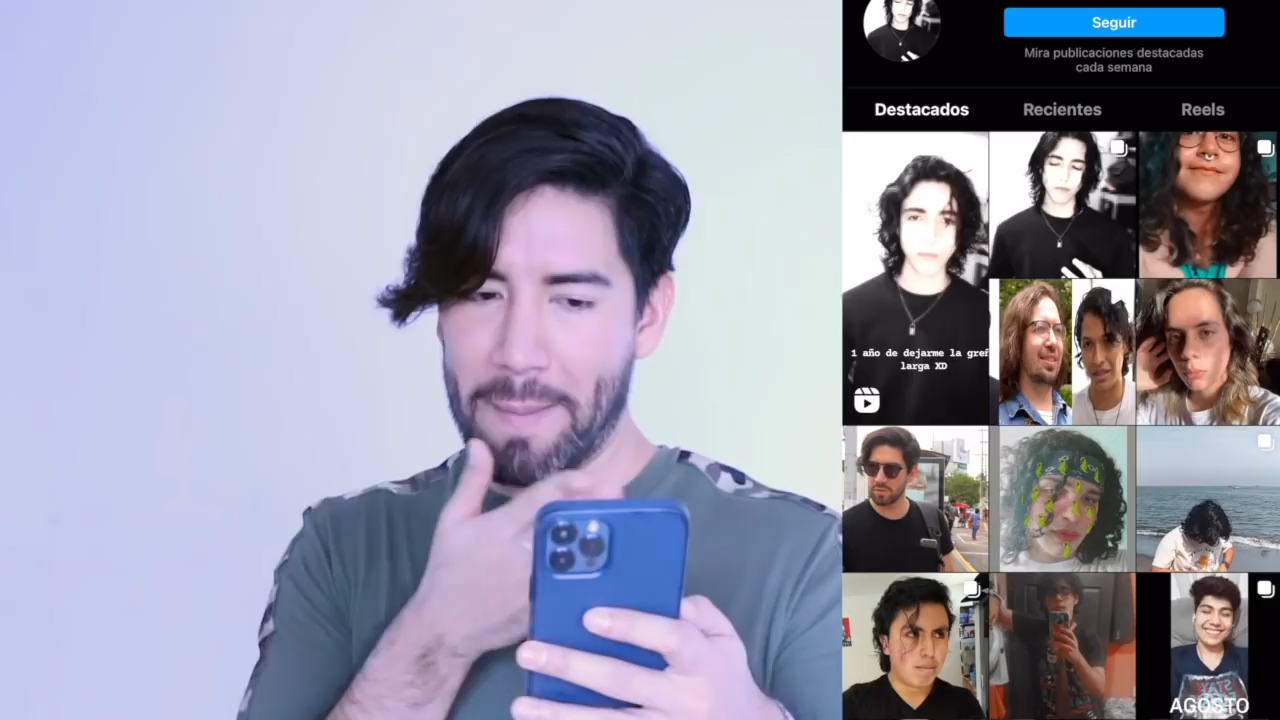 Seguir
Mira publicaciones destacadas
cada semana
Destacados
Recientes
Reels
1 año de dejarme la greñ
larga XD
AGOSTO